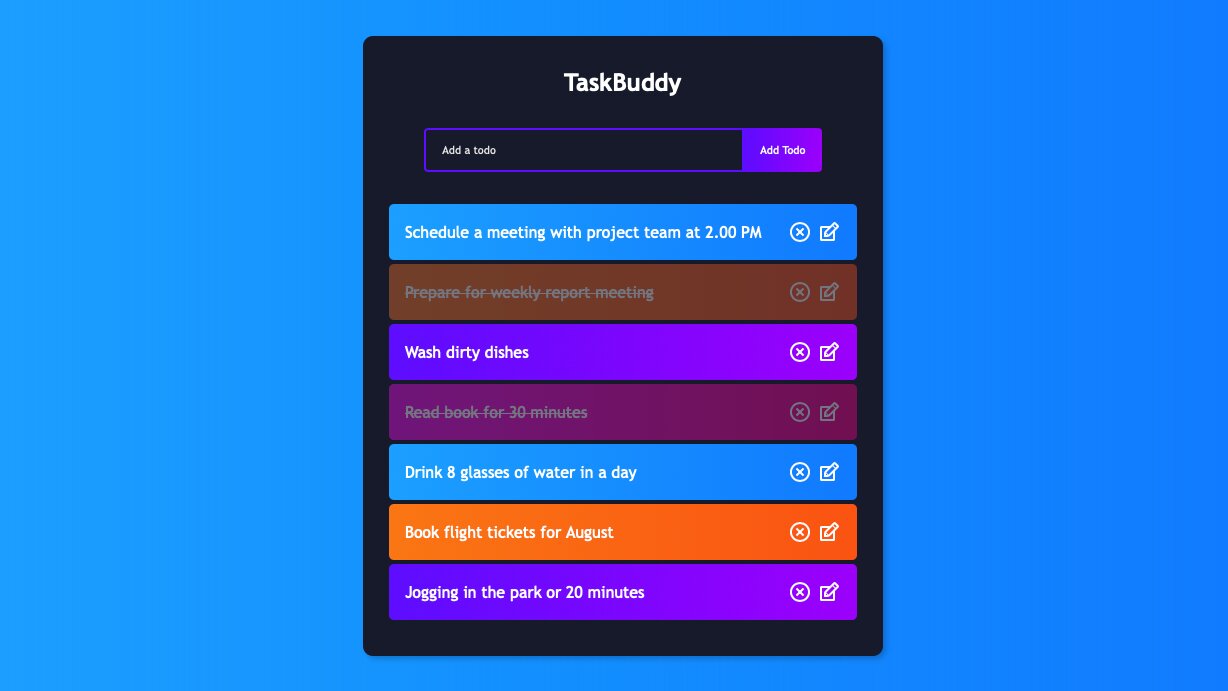 TaskBuddy
Add a todo
Add Todo
Schedule a meeting with project team at 2.00 PM
Prepare for weekly report meeting
Wash dirty dishes
Read book for 30 minutes
Drink 8 glasses of water in a day
Book flight tickets for August
Jogging in the park or 20 minutes